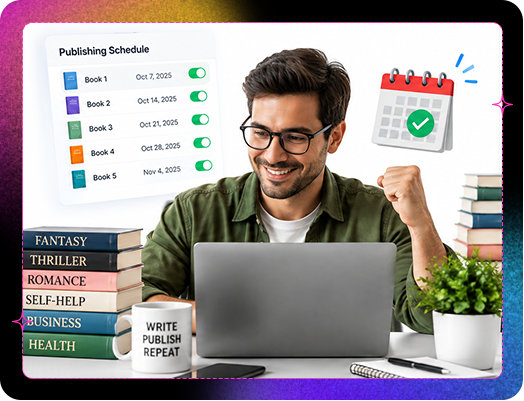 Publishing Schedule
Book 1 Oct 7, 2025
Book 2 Oct 14, 2025
Book 3 Oct 21, 2025
Book 4 Oct 28, 2025
Book 5 Nov 4, 2025
FANTASY
THRILLER
ROMANCE
SELF-HELP
BUSINESS
HEALTH
WRITE
PUBLISH
REPEAT